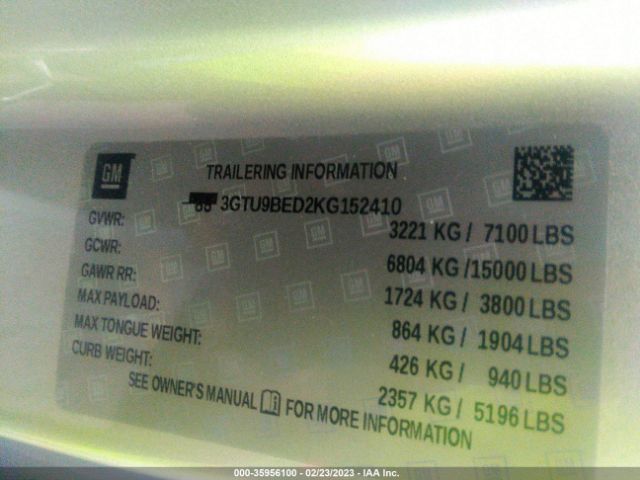 GM
TRAILERING INFORMATION
3GTU9BED2KG152410
GVWR: 3221 KG / 7100 LBS
GCWR: 6804 KG /15000 LBS
GAWR RR: 1724 KG / 3800 LBS
MAX PAYLOAD: 864 KG / 1904 LBS
MAX TONGUE WEIGHT: 426 KG / 940 LBS
CURB WEIGHT: 2357 KG / 5196 LBS
SEE OWNER'S MANUAL FOR MORE INFORMATION
000-35956100 - 02/23/2023 - IAA Inc.